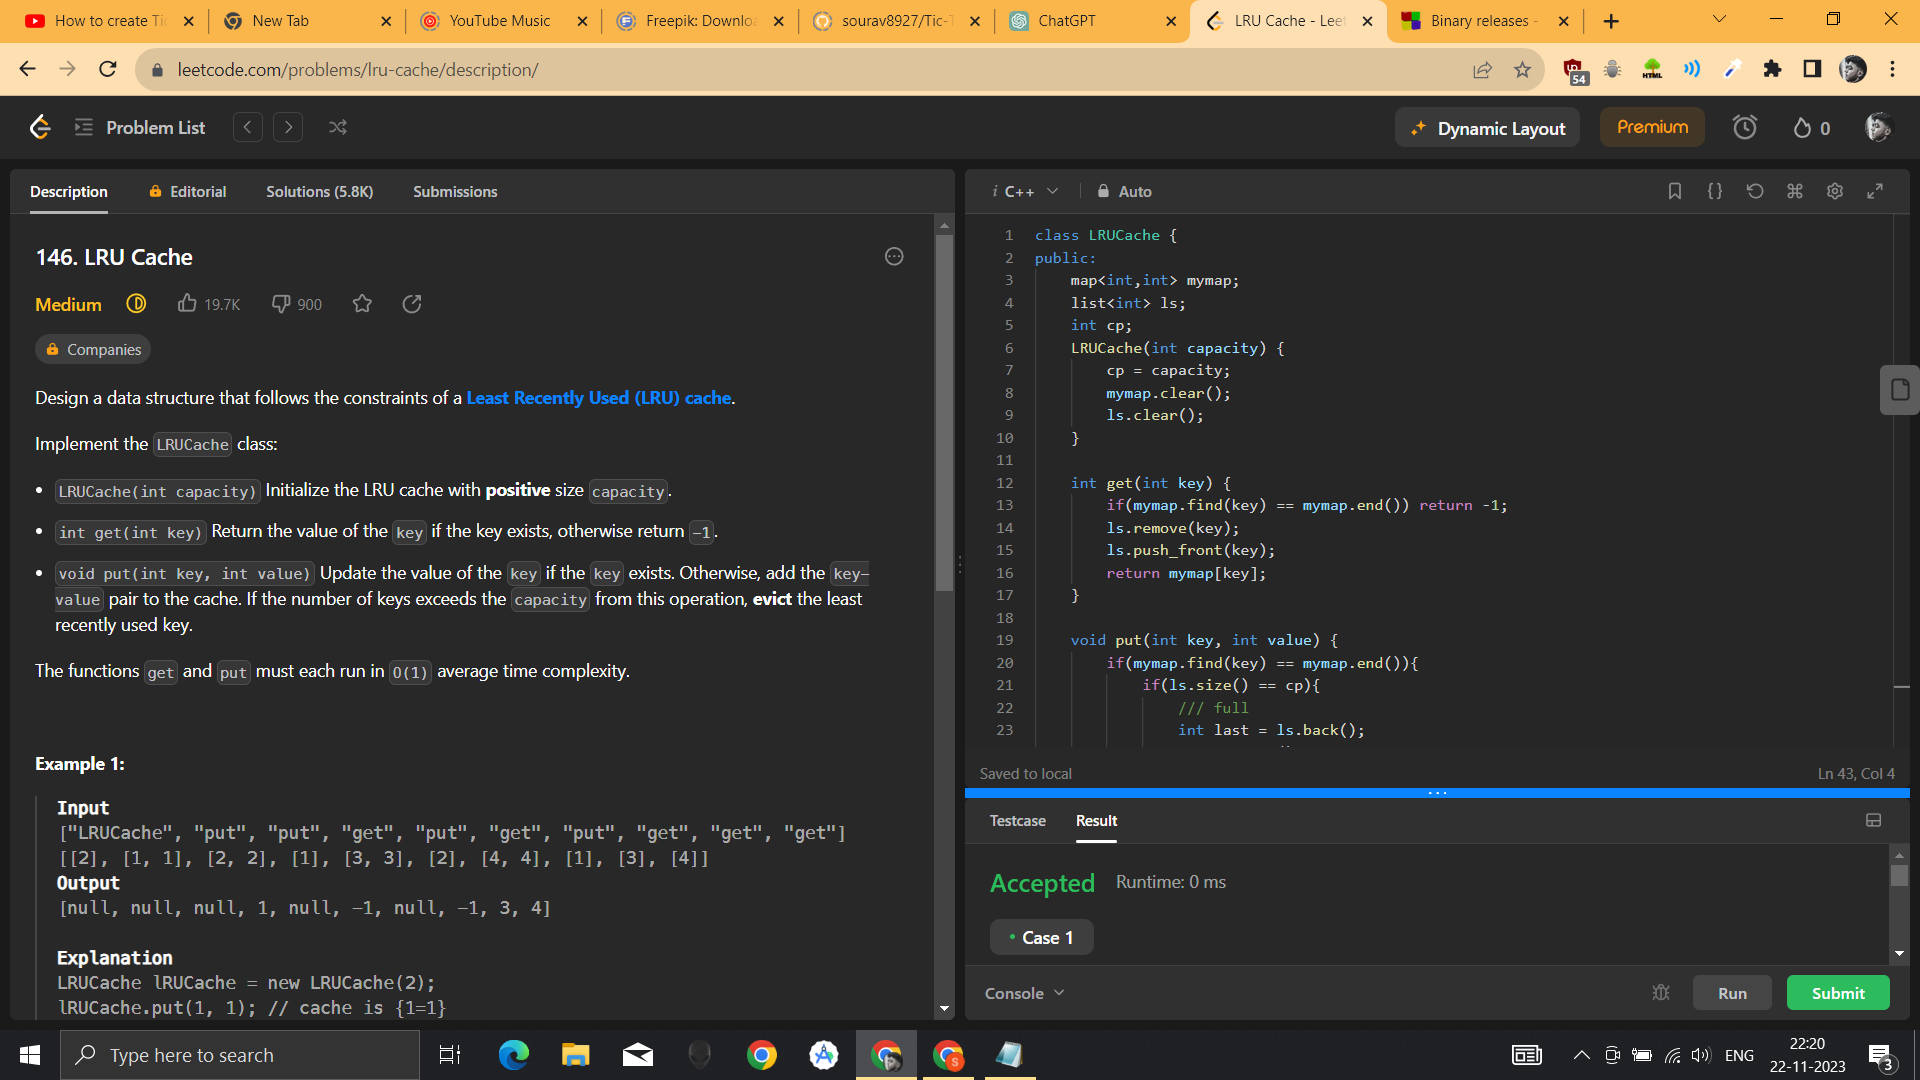 How to create Tic
New Tab
YouTube Music
Freepik: Downlo
sourav8927/Tic-T
ChatGPT
LRU Cache - Leet
Binary releases -
leetcode.com/problems/lru-cache/description/
54
HTML
Problem List
Dynamic Layout
Premium
0
Description
Editorial
Solutions (5.8K)
Submissions
146. LRU Cache
Medium
19.7K
900
Companies
Design a data structure that follows the constraints of a Least Recently Used (LRU) cache.
Implement the LRUCache class:
• LRUCache(int capacity) Initialize the LRU cache with positive size capacity.
• int get(int key) Return the value of the key if the key exists, otherwise return -1.
• void put(int key, int value) Update the value of the key if the key exists. Otherwise, add the key-
value pair to the cache. If the number of keys exceeds the capacity from this operation, evict the least
recently used key.
The functions get and put must each run in O(1) average time complexity.
Example 1:
Input
["LRUCache", "put", "put", "get", "put", "get", "put", "get", "get", "get"]
[[2], [1, 1], [2, 2], [1], [3, 3], [2], [4, 4], [1], [3], [4]]
Output
[null, null, null, 1, null, -1, null, -1, 3, 4]
Explanation
LRUCache lRUCache = new LRUCache(2);
lRUCache.put(1, 1); // cache is {1=1}
i C++
Auto
1 class LRUCache {
2 public:
3 map<int,int> mymap;
4 list<int> ls;
5 int cp;
6 LRUCache(int capacity) {
7 cp = capacity;
8 mymap.clear();
9 ls.clear();
10 }
11
12 int get(int key) {
13 if(mymap.find(key) == mymap.end()) return -1;
14 ls.remove(key);
15 ls.push_front(key);
16 return mymap[key];
17 }
18
19 void put(int key, int value) {
20 if(mymap.find(key) == mymap.end()){
21 if(ls.size() == cp){
22 /// full
23 int last = ls.back();
Saved to local
Ln 43, Col 4
Testcase
Result
Accepted
Runtime: 0 ms
• Case 1
Console
Run
Submit
Type here to search
S
ENG
22:20
22-11-2023
3